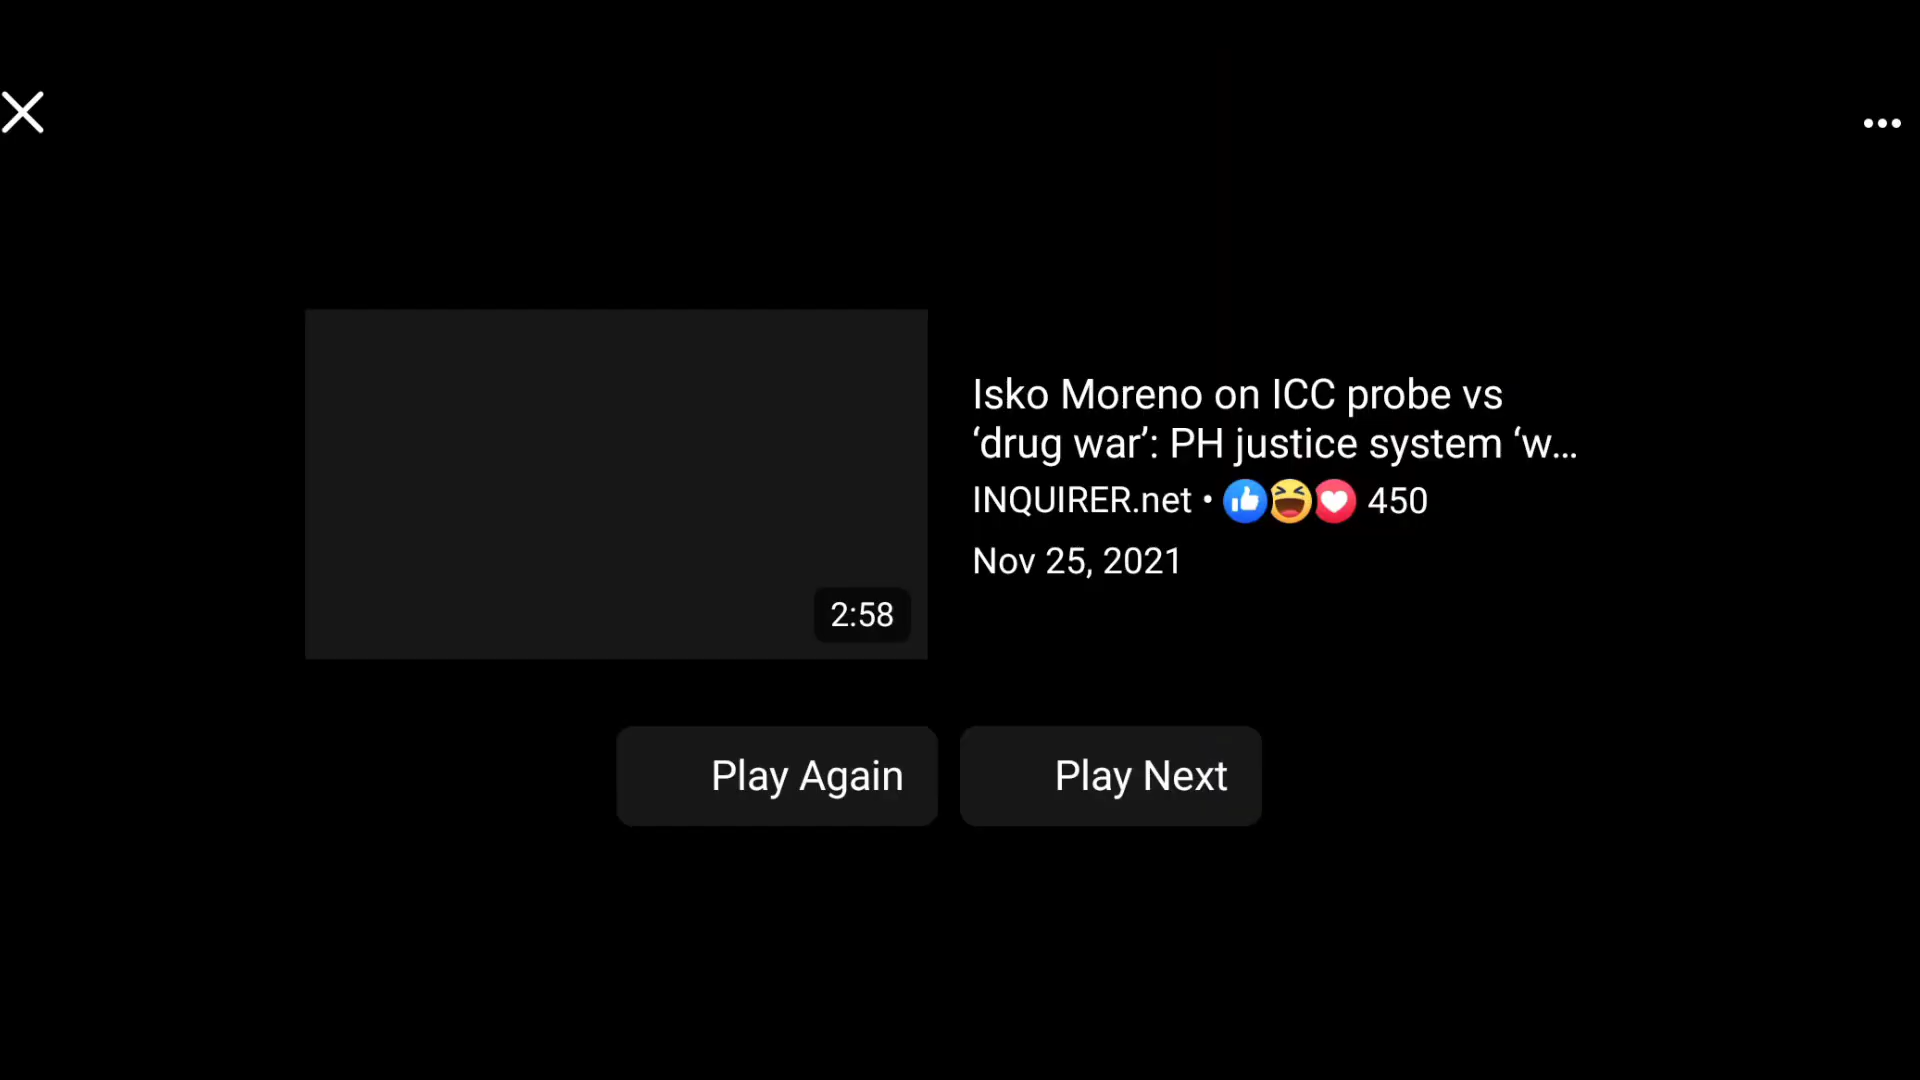 Isko Moreno on ICC probe vs
‘drug war’: PH justice system ‘w...
INQUIRER.net • 450
Nov 25, 2021
2:58
Play Again
Play Next